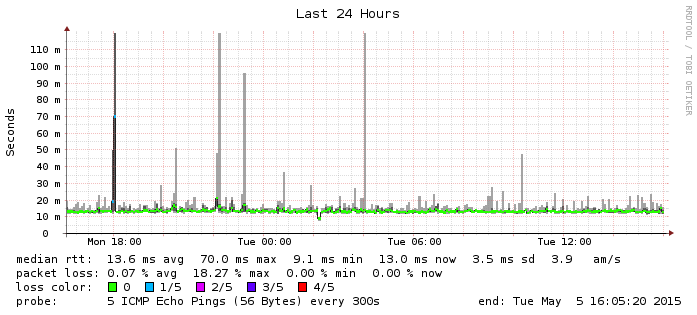 Last 24 Hours
RRDTOOL / TOBI OETIKER
Seconds
110 m
100 m
90 m
80 m
70 m
60 m
50 m
40 m
30 m
20 m
10 m
0
Mon 18:00 Tue 00:00 Tue 06:00 Tue 12:00
median rtt: 13.6 ms avg 70.0 ms max 9.1 ms min 13.0 ms now 3.5 ms sd 3.9 am/s
packet loss: 0.07 % avg 18.27 % max 0.00 % min 0.00 % now
loss color: 0 1/5 2/5 3/5 4/5
probe: 5 ICMP Echo Pings (56 Bytes) every 300s end: Tue May 5 16:05:20 2015